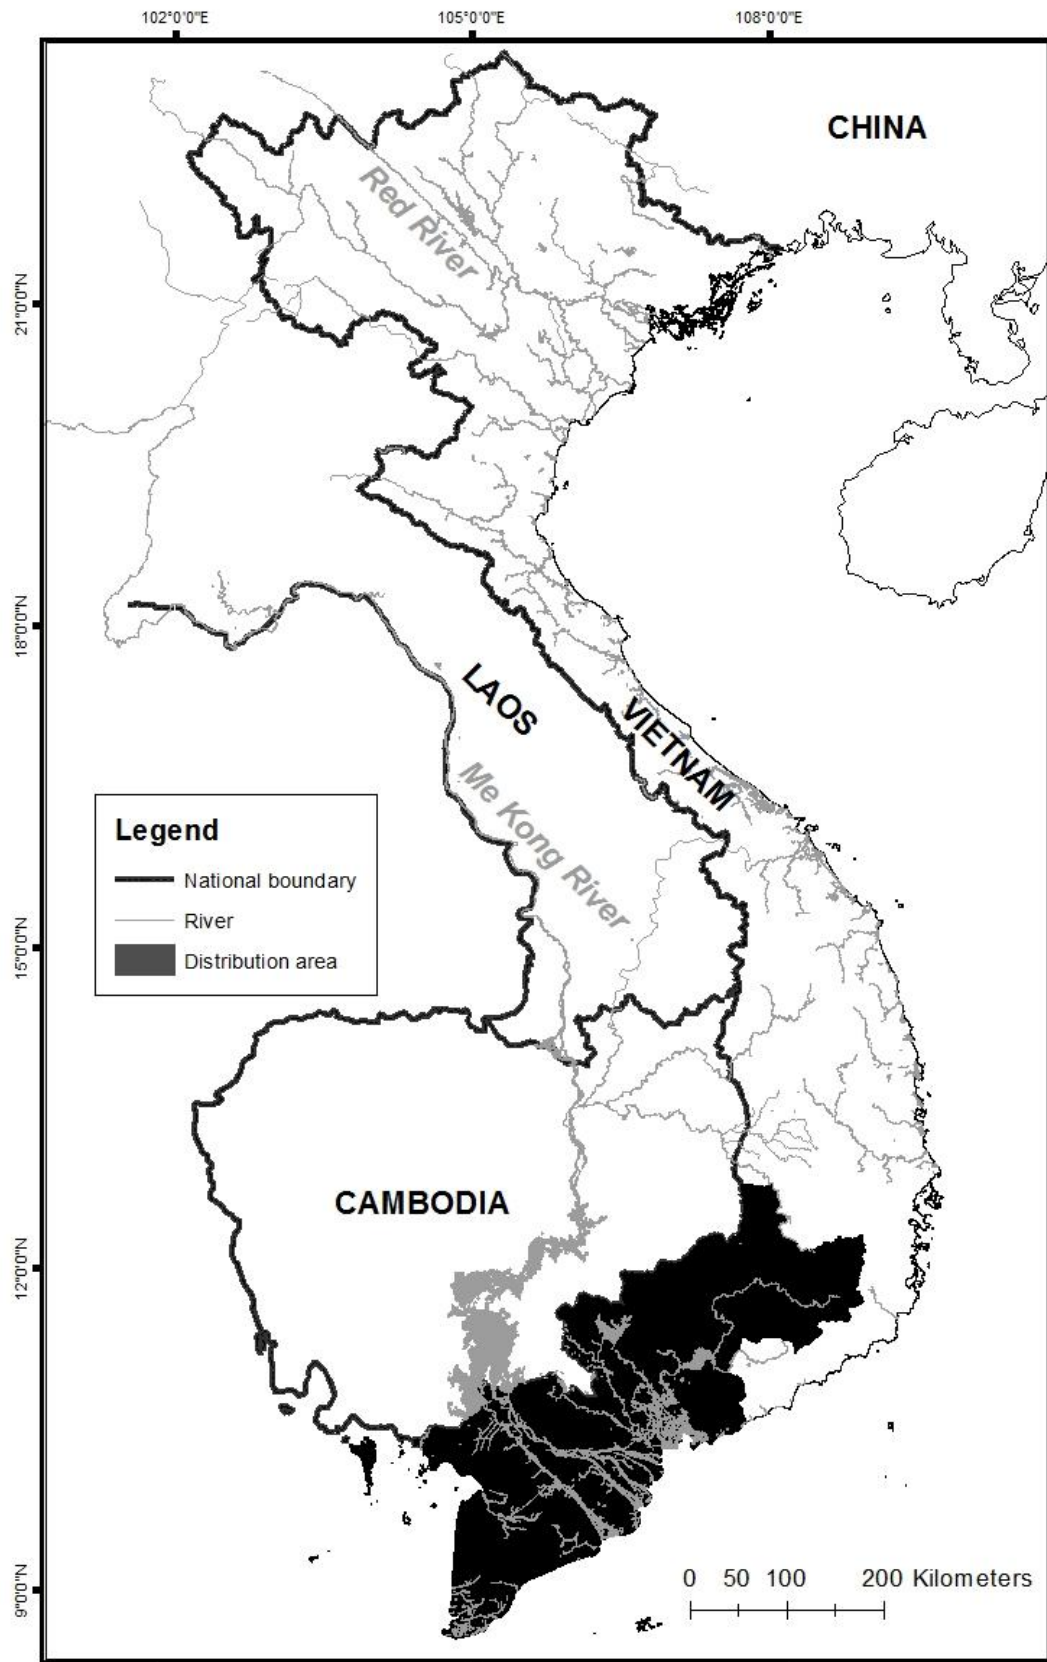 102°0'0"E 105°0'0"E 108°0'0"E
CHINA
Red River
21°0'0"N
18°0'0"N
LAOS
VIETNAM
Me Kong River
Legend
National boundary
River
Distribution area
15°0'0"N
CAMBODIA
12°0'0"N
9°0'0"N
0 50 100 200 Kilometers